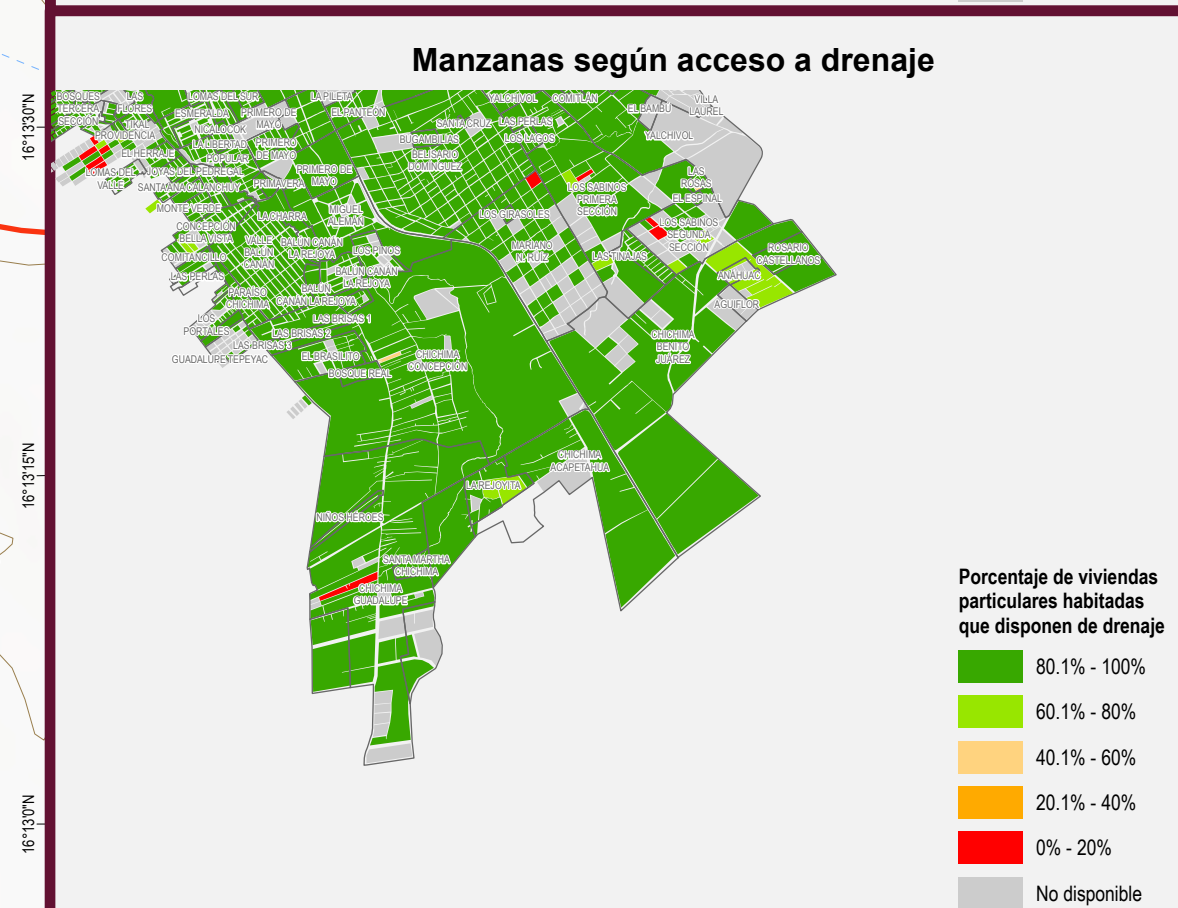 Manzanas según acceso a drenaje
16°13'30"N
16°13'15"N
16°13'0"N
BOSQUES
TERCERA
SECCIÓN
LAS
FLORES
TIKAL
PROVIDENCIA
EL HERRAJE
LOMAS DEL
VALLE
LOMAS DEL SUR
ESMERALDA
NICALOCOK
LA LIBERTAD
POPULAR
JOYAS DEL PEDREGAL
SANTA ANA CALANCHUY
PRIMERO DE
MAYO
PRIMERO
DE MAYO
PRIMAVERA
PRIMERO DE
MAYO
LA PILETA
EL PANTEÓN
MONTE VERDE
CONCEPCIÓN
BELLA VISTA
COMITANCILLO
LAS PERLAS
LA CHARRA
MIGUEL
ALEMÁN
VALLE
BALÚN
CANÁN
BALÚN CANÁN
LA REJOYA
LOS PINOS
BALÚN CANÁN
LA REJOYA
BALÚN
CANÁN LA REJOYA
PARAÍSO
CHICHIMA
LOS
PORTALES
LAS BRISAS 1
LAS BRISAS 2
LAS BRISAS 3
GUADALUPE TEPEYAC
EL BRASILITO
BOSQUE REAL
CHICHIMA
CONCEPCIÓN
YALCHIVOL
COMITLÁN
SANTA CRUZ
LAS PERLAS
LOS LAGOS
BUGAMBILIAS
BELISARIO
DOMÍNGUEZ
EL BAMBÚ
VILLA
LAUREL
YALCHIVOL
LAS
ROSAS
EL ESPINAL
LOS SABINOS
PRIMERA
SECCIÓN
LOS GIRASOLES
LOS SABINOS
SEGUNDA
SECCIÓN
MARIANO
N. RUIZ
LAS TINAJAS
ROSARIO
CASTELLANOS
ANÁHUAC
AGUIFLOR
CHICHIMA
BENITO
JUÁREZ
CHICHIMA
ACAPETAHUA
LA REJOYITA
NIÑOS HÉROES
SANTA MARTHA
CHICHIMA
CHICHIMA
GUADALUPE
Porcentaje de viviendas
particulares habitadas
que disponen de drenaje
80.1% - 100%
60.1% - 80%
40.1% - 60%
20.1% - 40%
0% - 20%
No disponible